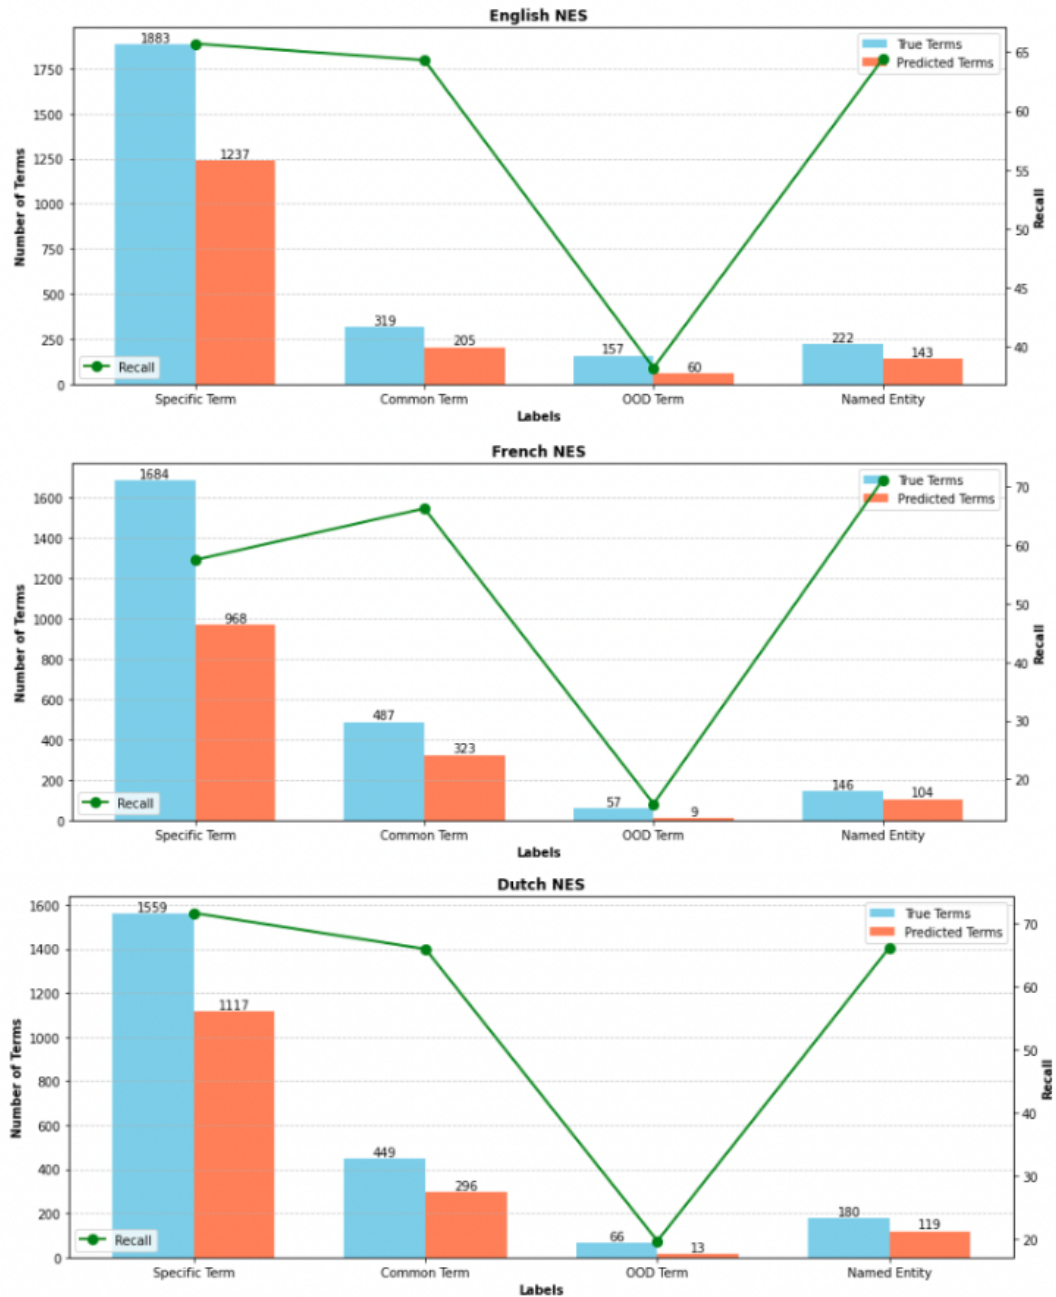 English NES
1883
True Terms
Predicted Terms
65
1750
1500
1250
1237
1000
750
500
250
0
60
55
50
45
40
Number of Terms
Recall
319
205
157
60
222
143
Recall
Specific Term
Common Term
OOD Term
Named Entity
Labels
French NES
1684
True Terms
Predicted Terms
70
1600
1400
1200
1000
800
600
400
200
0
60
50
40
30
20
Number of Terms
Recall
968
487
323
57
9
146
104
Recall
Specific Term
Common Term
OOD Term
Named Entity
Labels
Dutch NES
1600
1559
True Terms
Predicted Terms
70
1400
1200
1000
800
600
400
200
0
60
50
40
30
20
Number of Terms
Recall
1117
449
296
66
13
180
119
Recall
Specific Term
Common Term
OOD Term
Named Entity
Labels